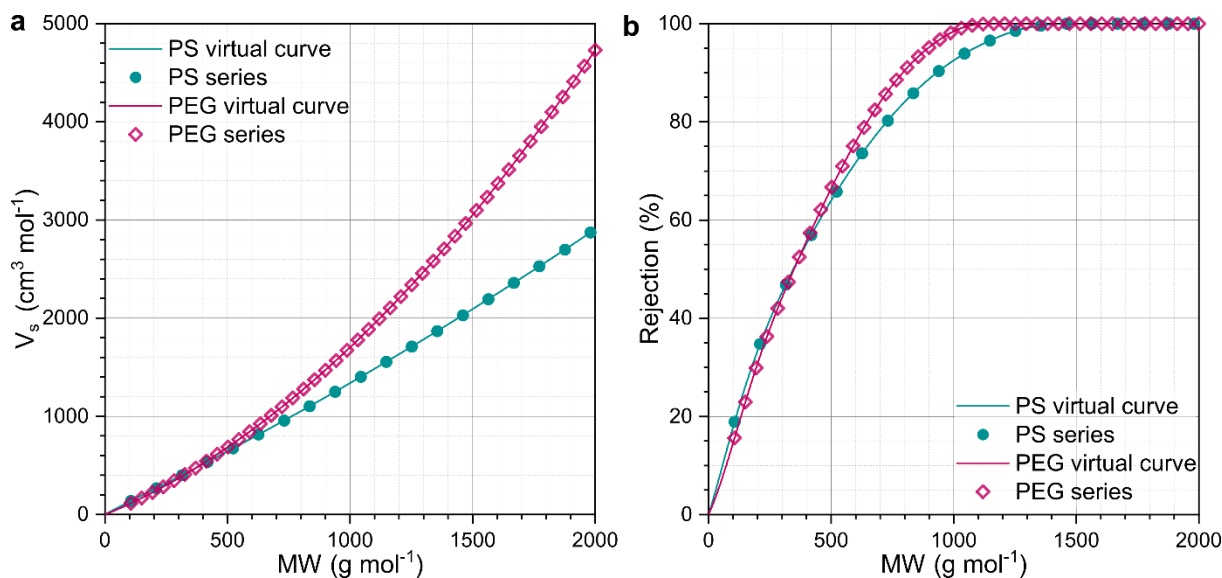 a
5000
4000
3000
2000
1000
0
V_s (cm³ mol⁻¹)
PS virtual curve
PS series
PEG virtual curve
PEG series
0 500 1000 1500 2000
MW (g mol⁻¹)
b
100
80
60
40
20
0
Rejection (%)
PS virtual curve
PS series
PEG virtual curve
PEG series
0 500 1000 1500 2000
MW (g mol⁻¹)